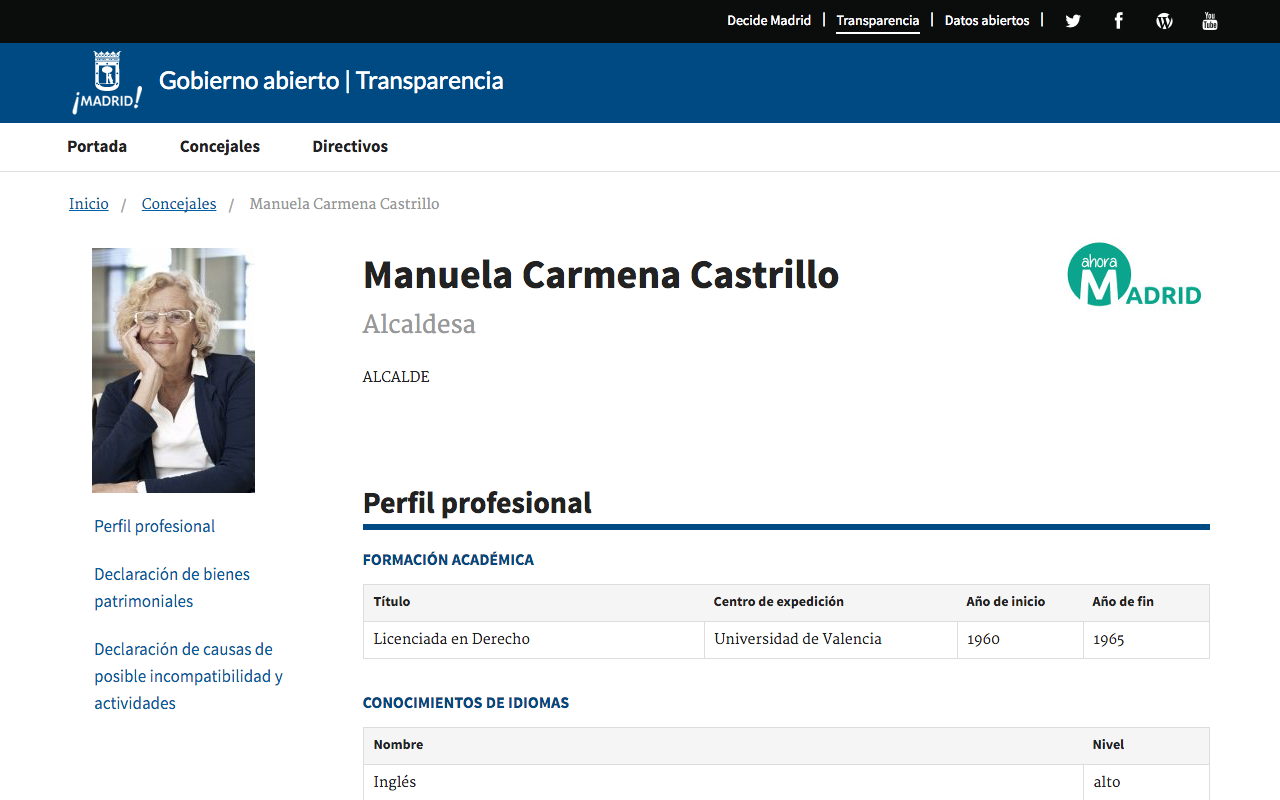 Decide Madrid | Transparencia | Datos abiertos |
You Tube
¡MADRID!
Gobierno abierto | Transparencia
Portada Concejales Directivos
Inicio / Concejales / Manuela Carmena Castrillo
Manuela Carmena Castrillo
Alcaldesa
ALCALDE
ahora
MADRID
Perfil profesional
Declaración de bienes
patrimoniales
Declaración de causas de
posible incompatibilidad y
actividades
Perfil profesional
FORMACIÓN ACADÉMICA
Título Centro de expedición Año de inicio Año de fin
Licenciada en Derecho Universidad de Valencia 1960 1965
CONOCIMIENTOS DE IDIOMAS
Nombre Nivel
Inglés alto